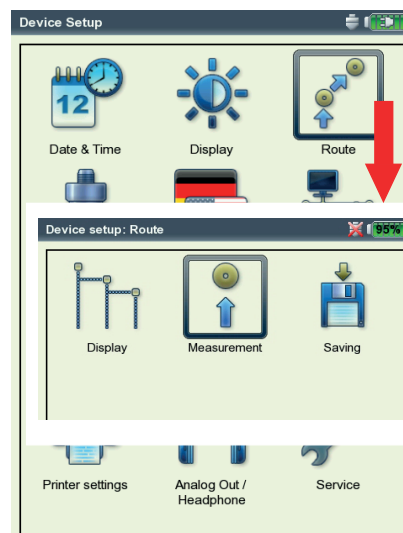 Device Setup
12
Date & Time
Display
Route
Device setup: Route
95%
Display
Measurement
Saving
Printer settings
Analog Out /
Headphone
Service